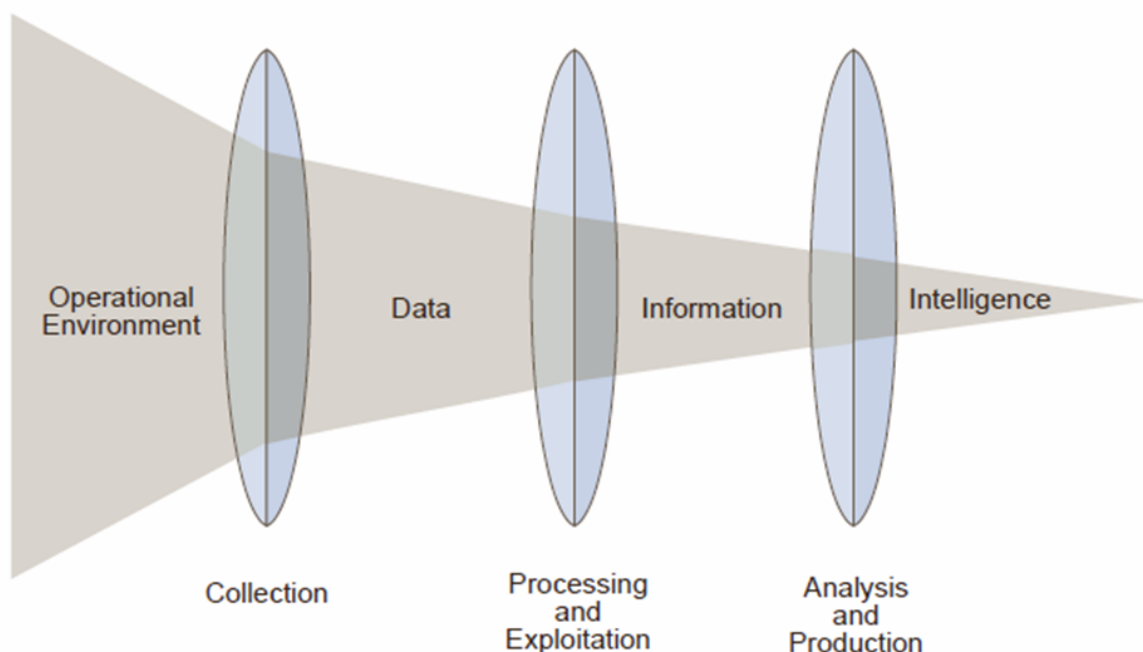 Operational
Environment
Data
Information
Intelligence
Collection
Processing
and
Exploitation
Analysis
and
Production